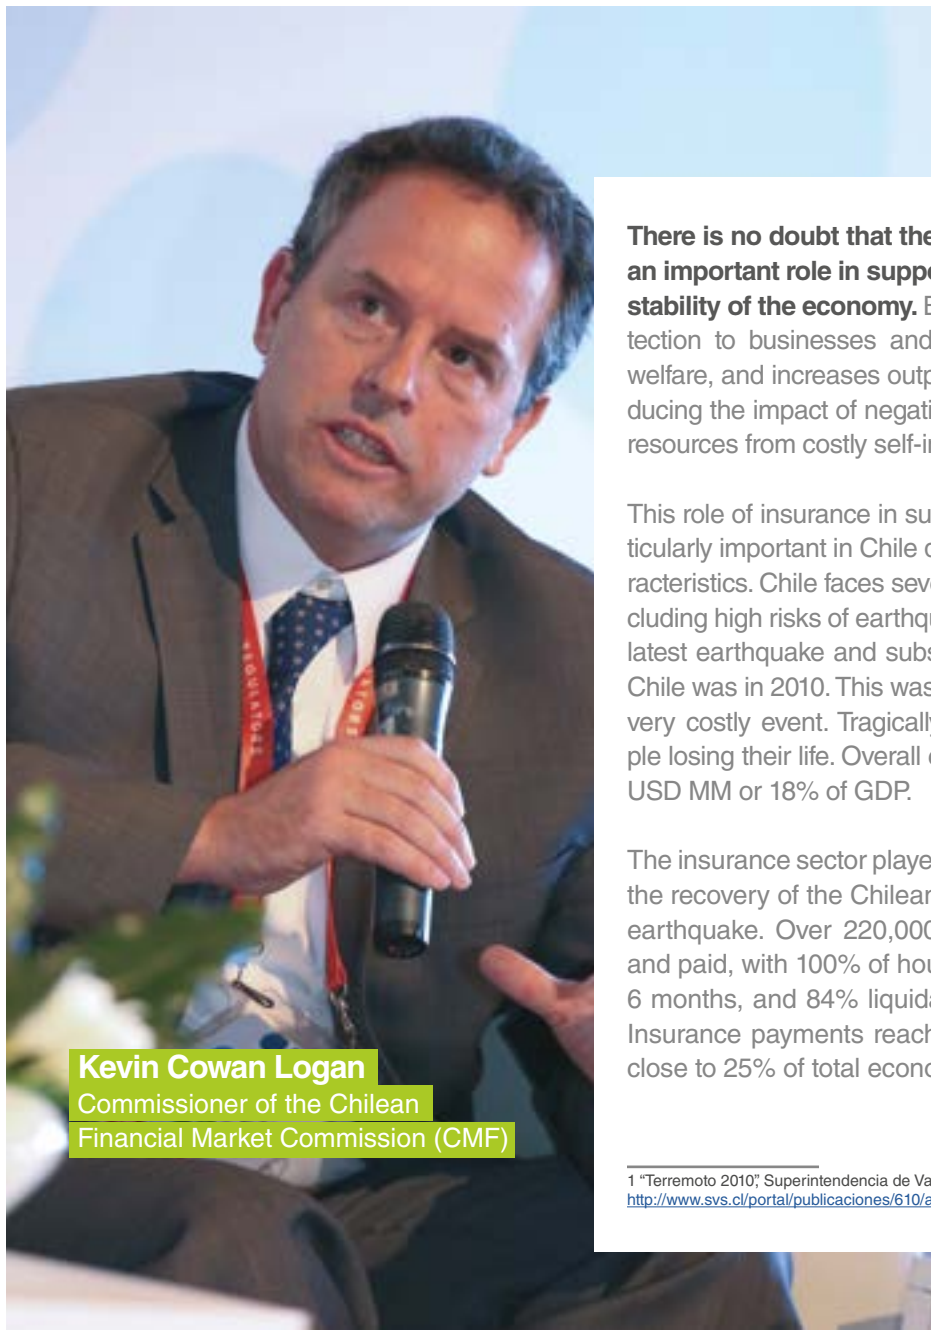 There is no doubt that the
an important role in suppo
stability of the economy. B
tection to businesses and
welfare, and increases outp
ducing the impact of negati
resources from costly self-in
This role of insurance in su
ticularly important in Chile d
racteristics. Chile faces seve
cluding high risks of earthqu
latest earthquake and subs
Chile was in 2010. This was
very costly event. Tragically
ple losing their life. Overall
USD MM or 18% of GDP.
The insurance sector playe
the recovery of the Chilean
earthquake. Over 220,000
and paid, with 100% of hou
6 months, and 84% liquida
Insurance payments reach
close to 25% of total econo
1 “Terremoto 2010”, Superintendencia de Va
http://www.svs.cl/portal/publicaciones/610/a
REGULATORS
Kevin Cowan Logan
Commissioner of the Chilean
Financial Market Commission (CMF)